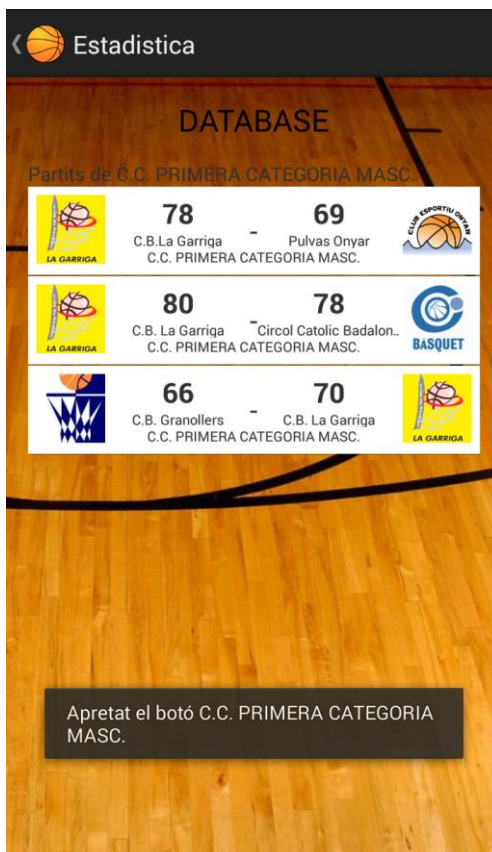 Estadistica
DATABASE
Partits de C.C. PRIMERA CATEGORIA MASC...
78 - 69
C.B.La Garriga Pulvas Onyar
C.C. PRIMERA CATEGORIA MASC.
LA GARRIGA
CLUB ESPORTIU ONYAR
80 - 78
C.B. La Garriga Circol Catolic Badalon..
C.C. PRIMERA CATEGORIA MASC.
LA GARRIGA
BÀSQUET
66 - 70
C.B. Granollers C.B. La Garriga
C.C. PRIMERA CATEGORIA MASC.
LA GARRIGA
Apretat el botó C.C. PRIMERA CATEGORIA
MASC.